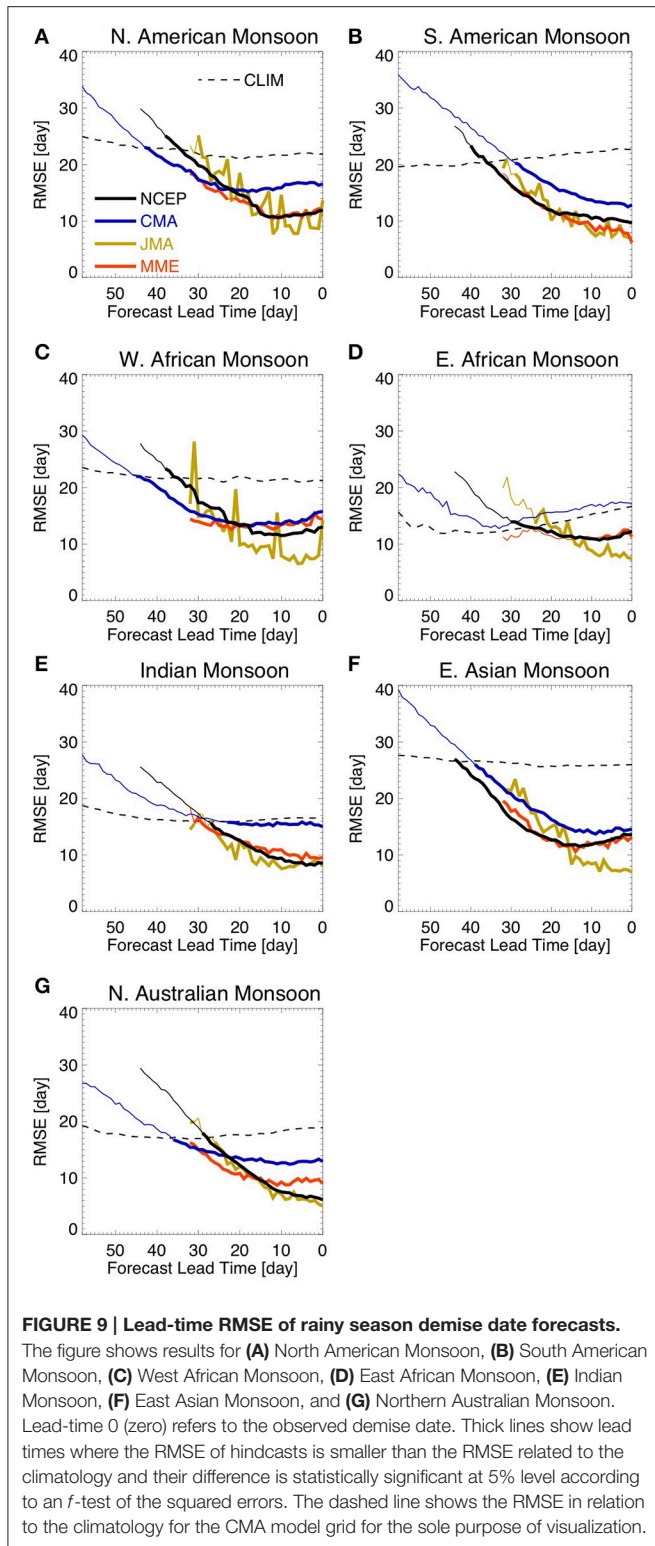 A N. American Monsoon
40
30
20
10
0
RMSE [day]
CLIM
NCEP
CMA
JMA
MME
50 40 30 20 10 0
Forecast Lead Time [day]
B S. American Monsoon
40
30
20
10
0
RMSE [day]
50 40 30 20 10 0
Forecast Lead Time [day]
C W. African Monsoon
40
30
20
10
0
RMSE [day]
50 40 30 20 10 0
Forecast Lead Time [day]
D E. African Monsoon
40
30
20
10
0
RMSE [day]
50 40 30 20 10 0
Forecast Lead Time [day]
E Indian Monsoon
40
30
20
10
0
RMSE [day]
50 40 30 20 10 0
Forecast Lead Time [day]
F E. Asian Monsoon
40
30
20
10
0
RMSE [day]
50 40 30 20 10 0
Forecast Lead Time [day]
G N. Australian Monsoon
40
30
20
10
0
RMSE [day]
50 40 30 20 10 0
Forecast Lead Time [day]
FIGURE 9 | Lead-time RMSE of rainy season demise date forecasts.
The figure shows results for (A) North American Monsoon, (B) South American
Monsoon, (C) West African Monsoon, (D) East African Monsoon, (E) Indian
Monsoon, (F) East Asian Monsoon, and (G) Northern Australian Monsoon.
Lead-time 0 (zero) refers to the observed demise date. Thick lines show lead
times where the RMSE of hindcasts is smaller than the RMSE related to the
climatology and their difference is statistically significant at 5% level according
to an f-test of the squared errors. The dashed line shows the RMSE in relation
to the climatology for the CMA model grid for the sole purpose of visualization.